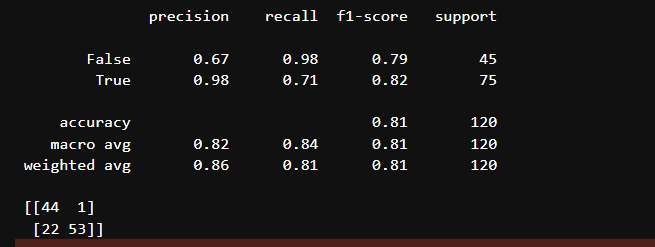 precision recall f1-score support
False 0.67 0.98 0.79 45
True 0.98 0.71 0.82 75
accuracy 0.81 120
macro avg 0.82 0.84 0.81 120
weighted avg 0.86 0.81 0.81 120
[[44 1]
[22 53]]